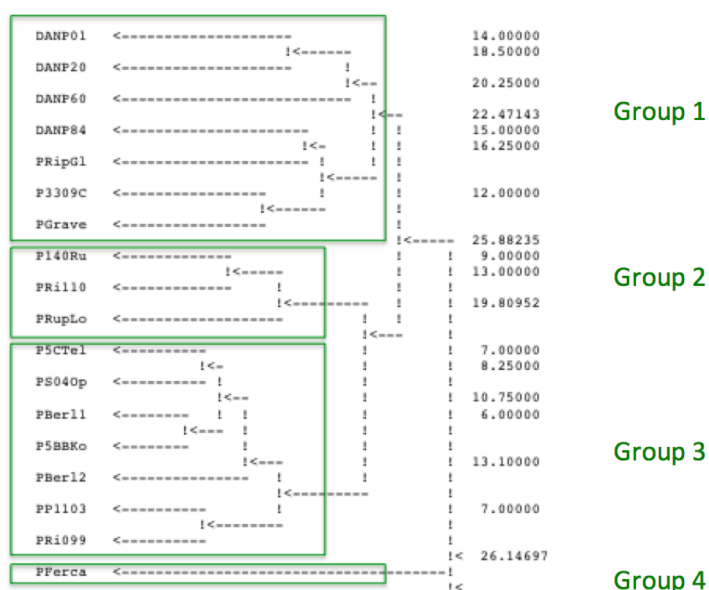 DANP01 <-------------------- 14.00000
!<------ 18.50000
DANP20 <-------------------- !
!<-- 20.25000
DANP60 <--------------------------- !
!<-- 22.47143 Group 1
DANP84 <---------------------- ! ! 15.00000
!<- ! ! 16.25000
PRipGl <---------------------- ! ! !
!<----- !
P3309C <----------------- ! ! 12.00000
!<------ !
PGrave <----------------- !
!<----- 25.88235
P140Ru <------------- ! ! 9.00000
!<----- ! ! 13.00000 Group 2
PRi110 <------------- ! ! !
!<--------- ! ! 19.80952
PRupLo <------------------- ! ! !
!<--- !
P5CTel <---------- ! ! 7.00000
!<- ! ! 8.25000
PS04Op <---------- ! ! !
!<-- ! ! 10.75000
PBerl1 <-------- ! ! ! ! 6.00000
!<--- ! ! !
P5BBKo <-------- ! ! ! Group 3
!<--- ! ! 13.10000
PBerl2 <--------------- ! ! !
!<--------- !
PP1103 <---------- ! ! 7.00000
!<-------- !
PRi099 <---------- !
!< 26.14697
PFerca <---------------------------------------!
!< Group 4